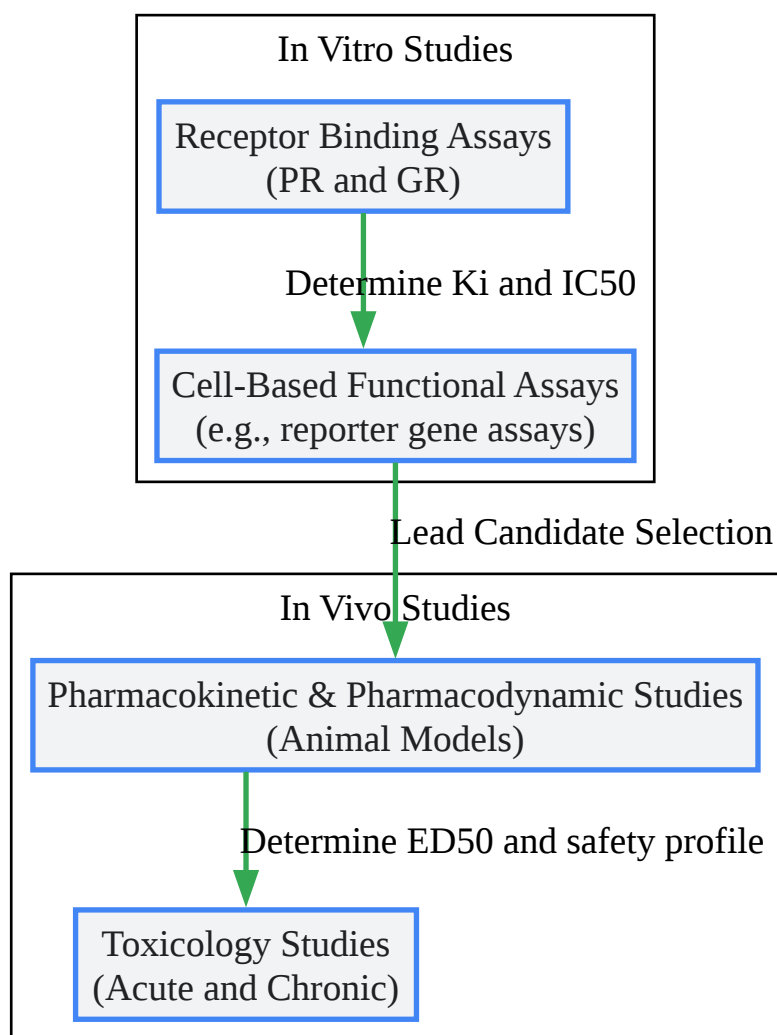 In Vitro Studies
Receptor Binding Assays
(PR and GR)
Determine Ki and IC50
Cell-Based Functional Assays
(e.g., reporter gene assays)
Lead Candidate Selection
In Vivo Studies
Pharmacokinetic & Pharmacodynamic Studies
(Animal Models)
Determine ED50 and safety profile
Toxicology Studies
(Acute and Chronic)